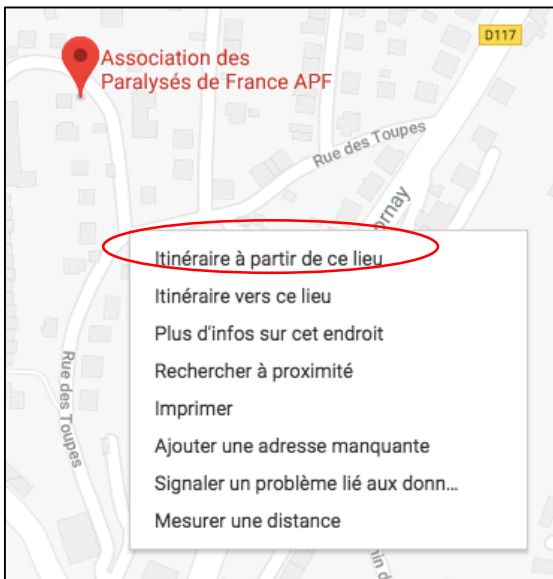 D117
Association des
Paralysés de France APF
Rue des Toupes
ornay
Itinéraire à partir de ce lieu
Itinéraire vers ce lieu
Plus d'infos sur cet endroit
Rechercher à proximité
Imprimer
Ajouter une adresse manquante
Signaler un problème lié aux donn...
Mesurer une distance
Rue des Toupes
in d